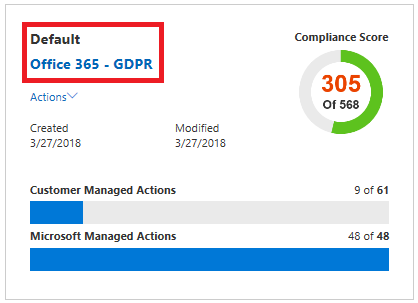 Default
Office 365 - GDPR
Actions
Created
3/27/2018
Modified
3/27/2018
Compliance Score
305
Of 568
Customer Managed Actions
9 of 61
Microsoft Managed Actions
48 of 48